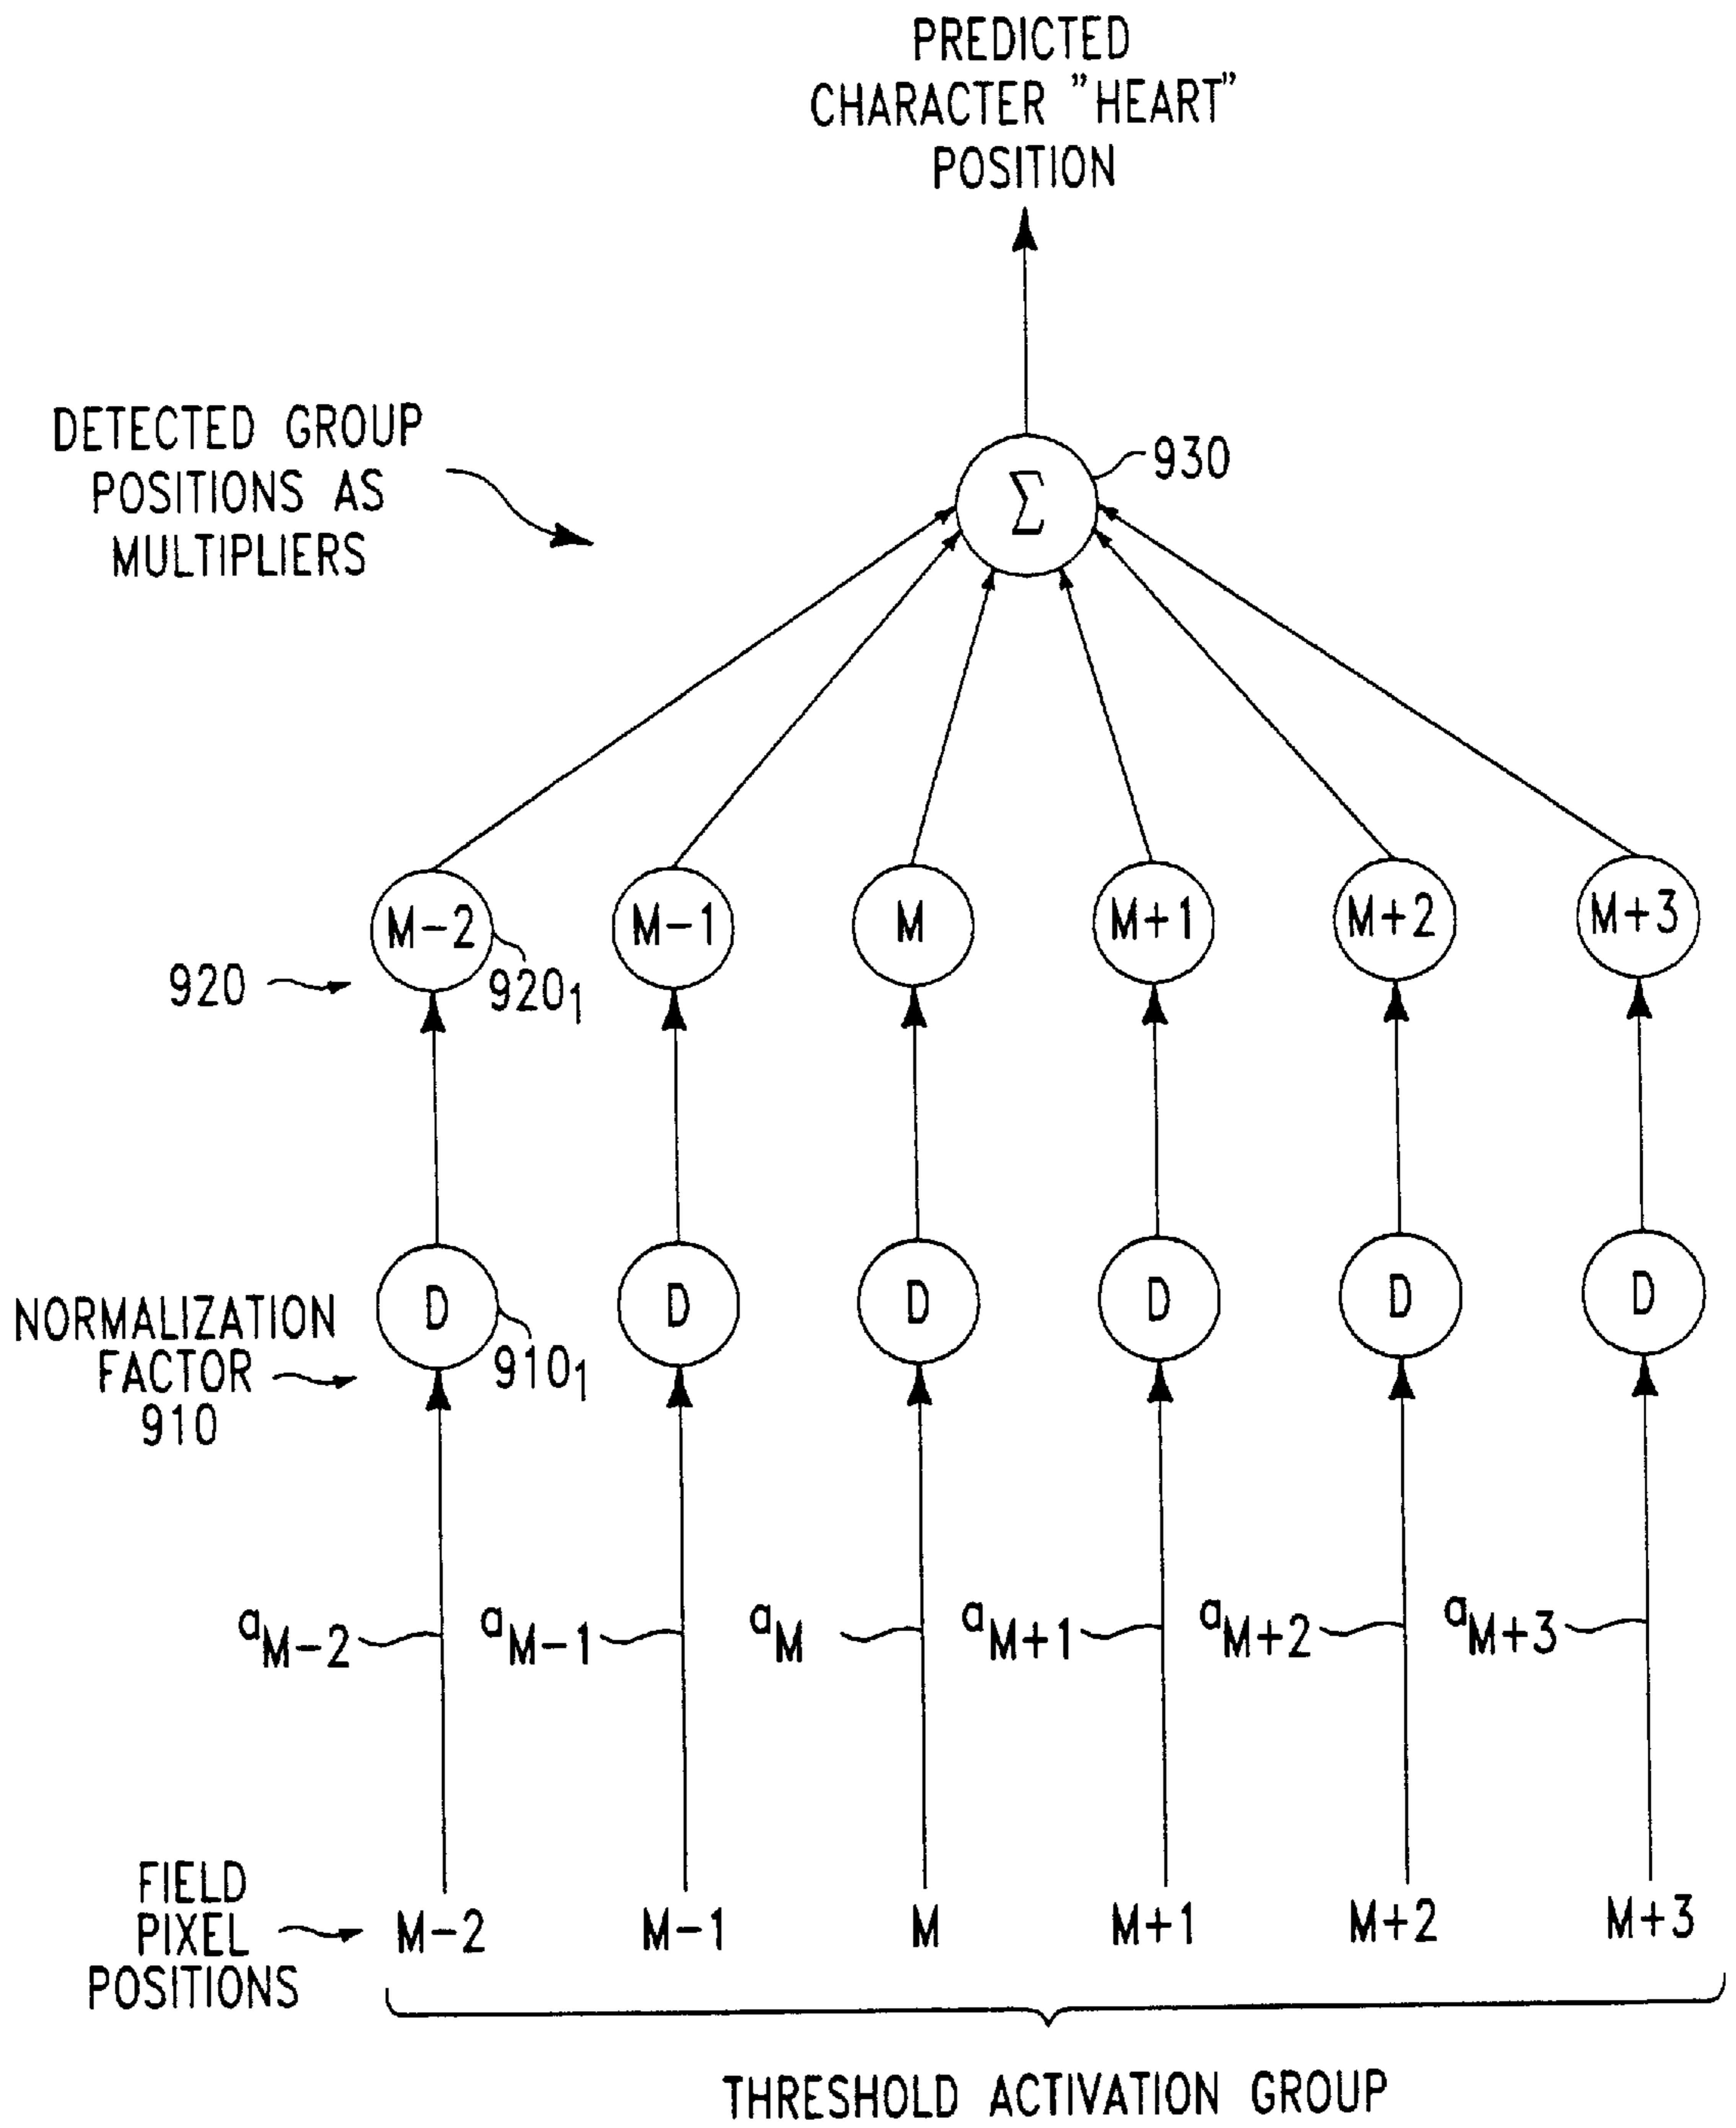 PREDICTED
CHARACTER "HEART"
POSITION
DETECTED GROUP
POSITIONS AS
MULTIPLIERS
Σ
930
M-2
M-1
M
M+1
M+2
M+3
920
920₁
D
D
D
D
D
D
NORMALIZATION
FACTOR
910
910₁
aM-2
aM-1
aM
aM+1
aM+2
aM+3
FIELD
PIXEL
POSITIONS
M-2
M-1
M
M+1
M+2
M+3
THRESHOLD ACTIVATION GROUP